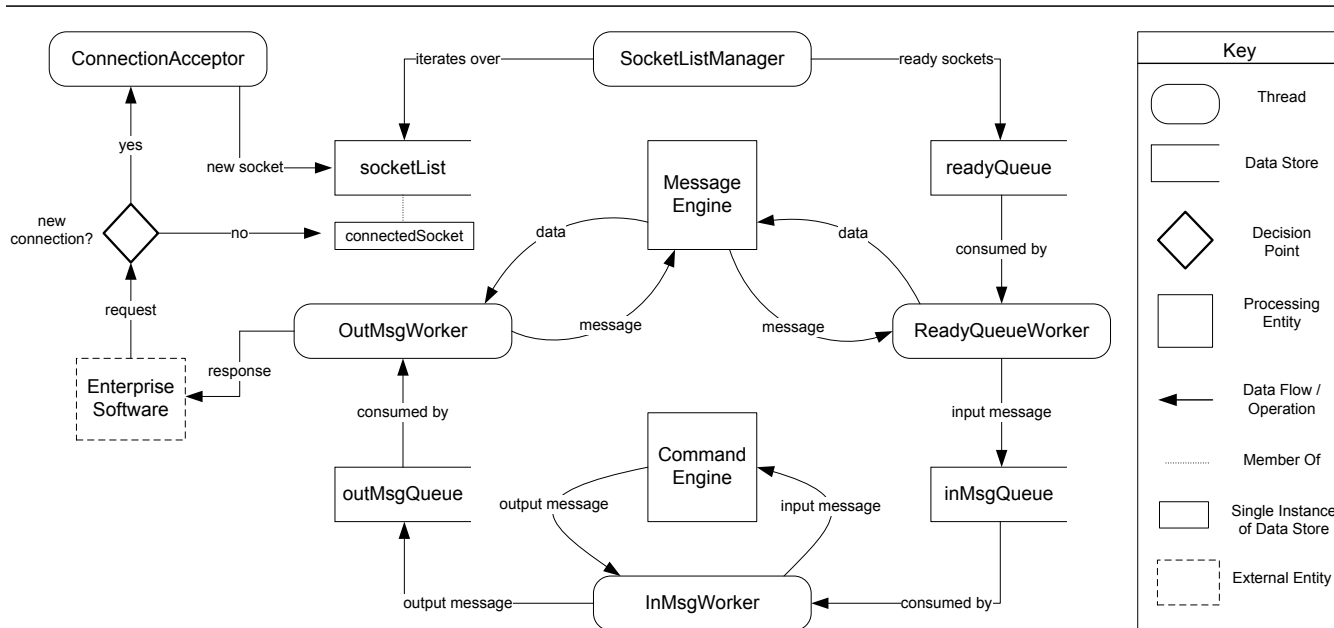 ConnectionAcceptor
iterates over
SocketListManager
ready sockets
Key
Thread
yes
new socket
socketList
Message
Engine
readyQueue
Data Store
new
connection?
no
connectedSocket
data
data
consumed by
Decision
Point
request
OutMsgWorker
message
message
ReadyQueueWorker
Processing
Entity
response
Enterprise
Software
consumed by
input message
Data Flow /
Operation
Command
Engine
Member Of
outMsgQueue
output message
input message
inMsgQueue
Single Instance
of Data Store
External Entity
output message
InMsgWorker
consumed by